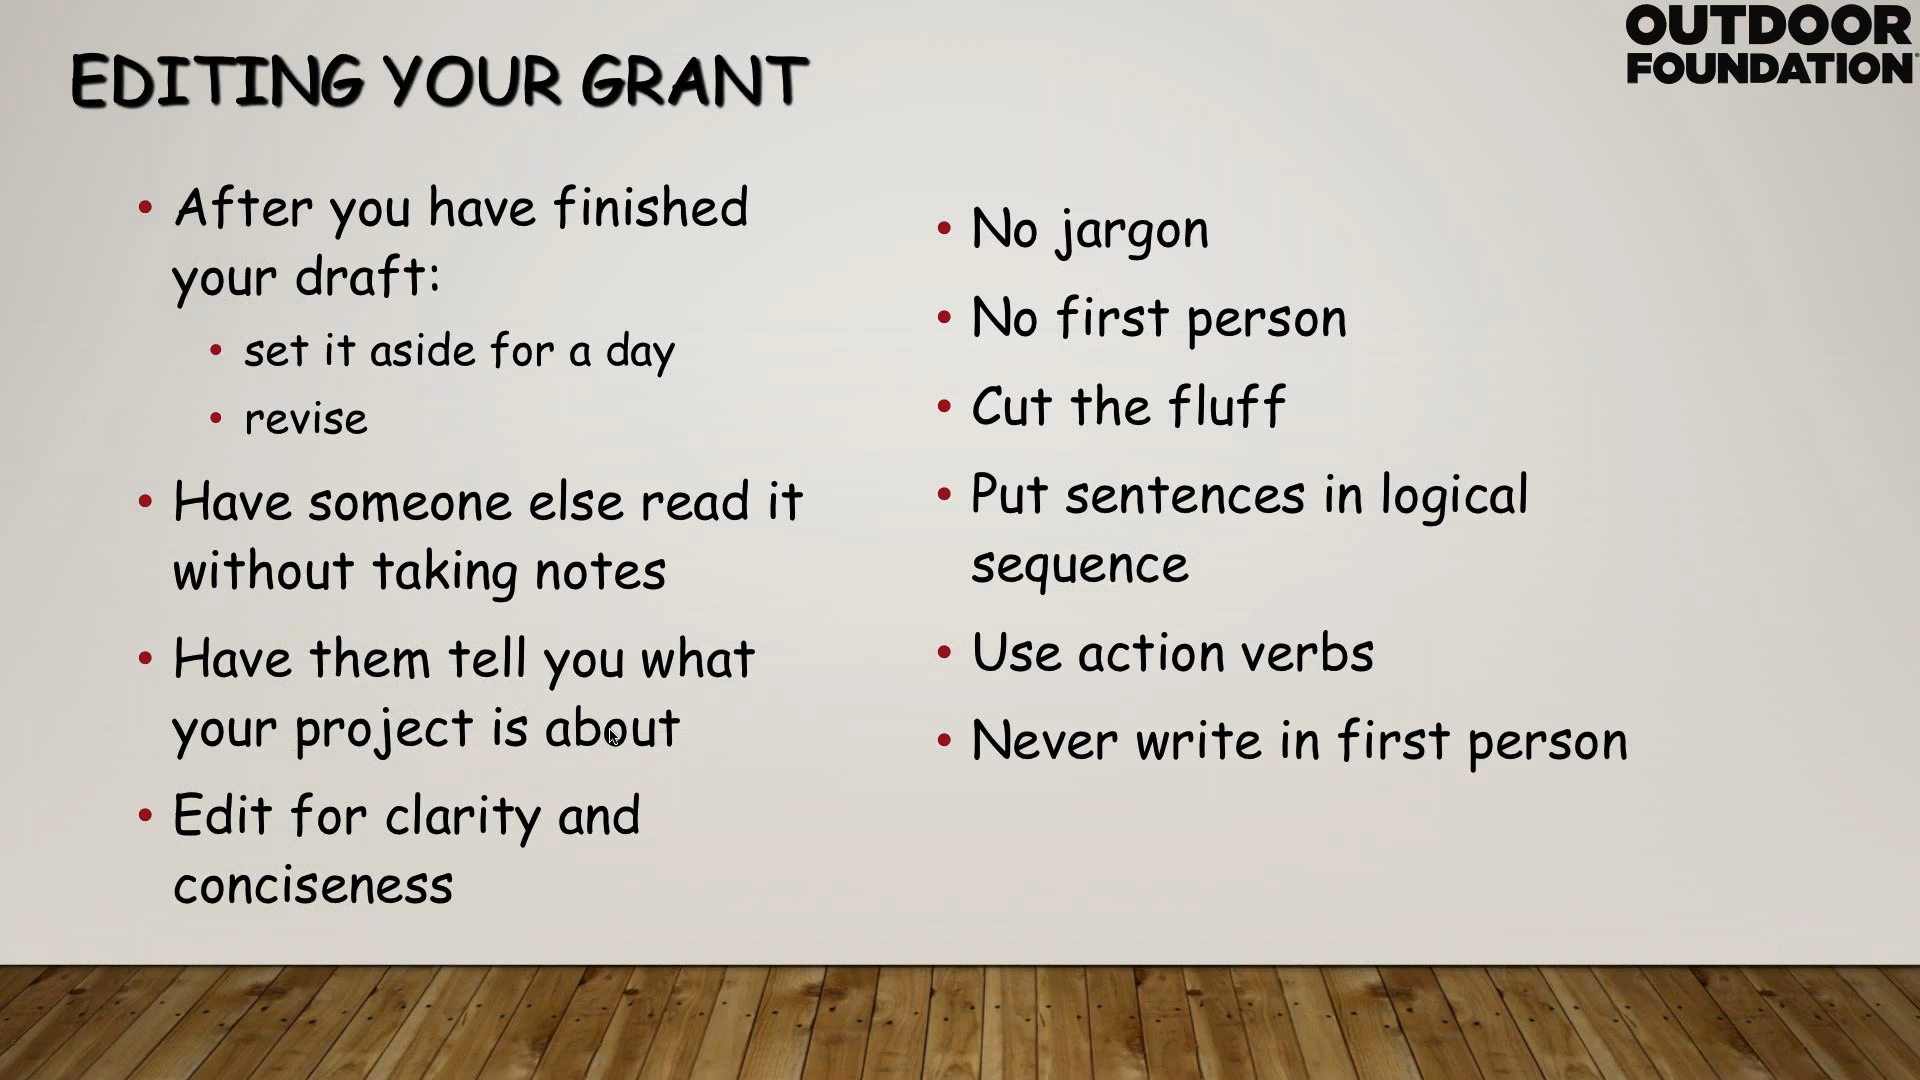 EDITING YOUR GRANT
OUTDOOR
FOUNDATION
• After you have finished
your draft:
• set it aside for a day
• revise
• Have someone else read it
without taking notes
• Have them tell you what
your project is about
• Edit for clarity and
conciseness
• No jargon
• No first person
• Cut the fluff
• Put sentences in logical
sequence
• Use action verbs
• Never write in first person